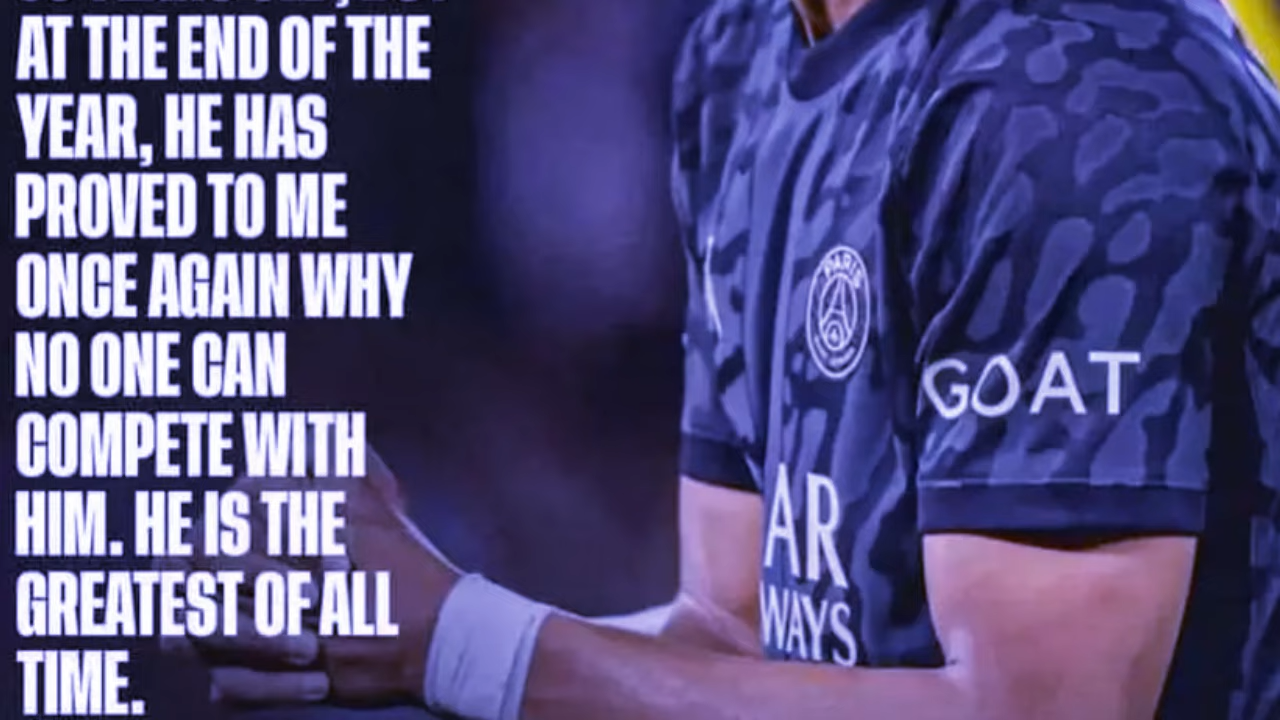 AT THE END OF THE
YEAR, HE HAS
PROVED TO ME
ONCE AGAIN WHY
NO ONE CAN
COMPETE WITH
HIM. HE IS THE
GREATEST OF ALL
TIME.
PARIS
GOAT
AR
WAYS